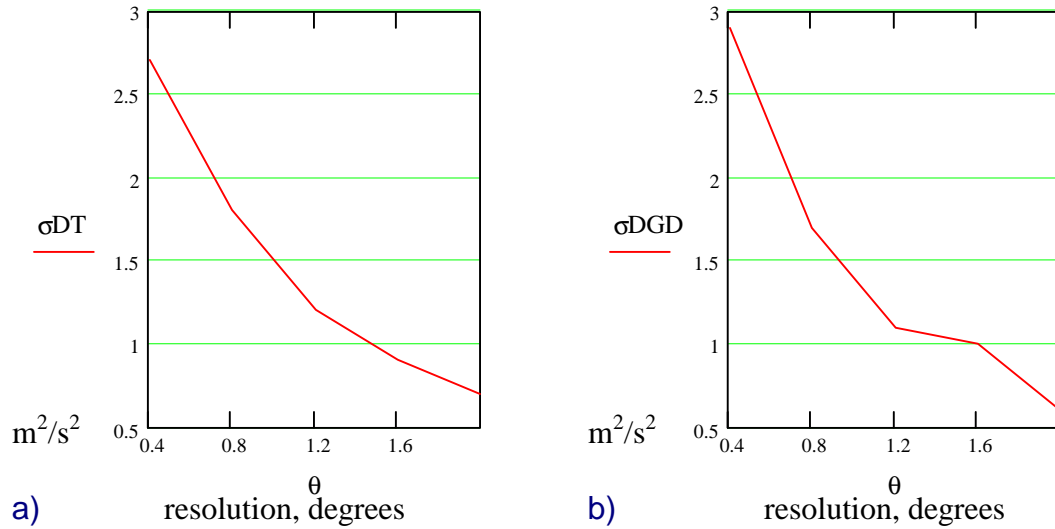 3
2.5
2
σDT
1.5
1
m²/s²
0.5
0.4 0.8 1.2 1.6
θ
a) resolution, degrees
3
2.5
2
σDGD
1.5
1
m²/s²
0.5
0.4 0.8 1.2 1.6
θ
b) resolution, degrees